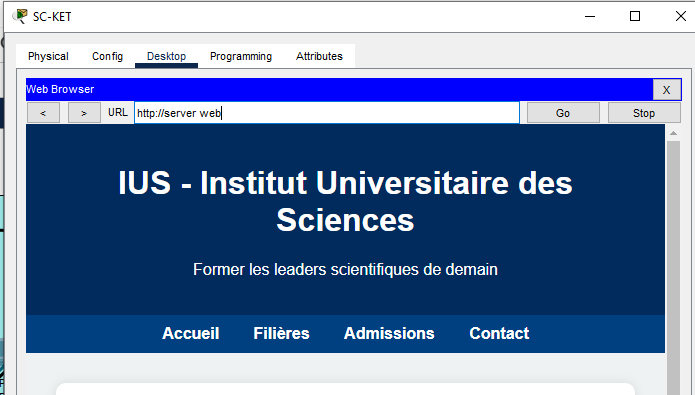 SC-KET
Physical Config Desktop Programming Attributes
Web Browser X
< > URL http://server web Go Stop
IUS - Institut Universitaire des
Sciences
Former les leaders scientifiques de demain
Accueil Filières Admissions Contact